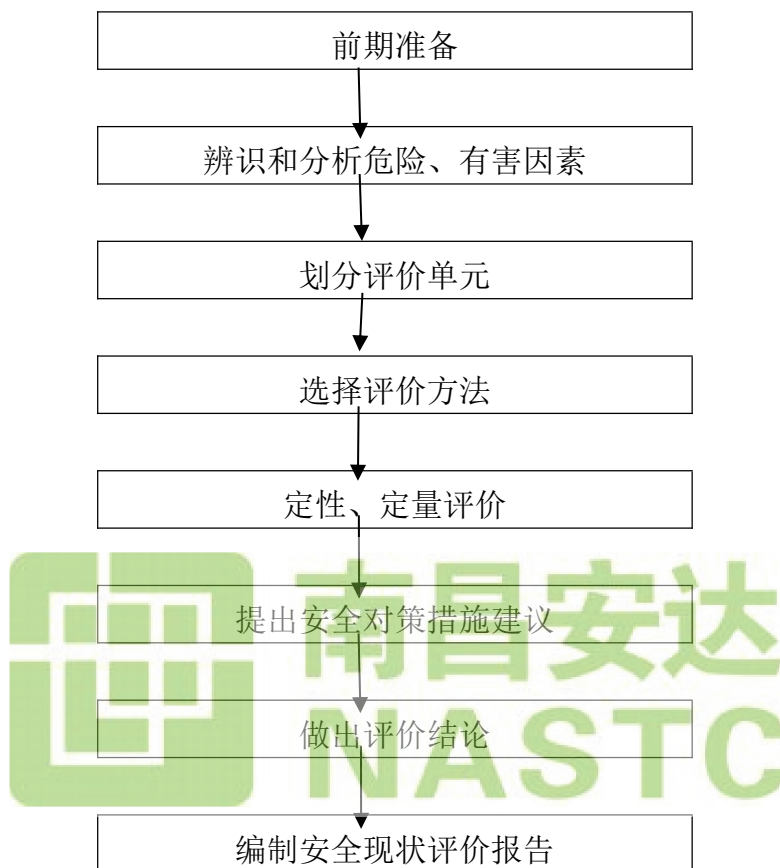 前期准备
辨识和分析危险、有害因素
划分评价单元
选择评价方法
定性、定量评价
提出安全对策措施建议
做出评价结论
编制安全现状评价报告
南昌安达
NASTC